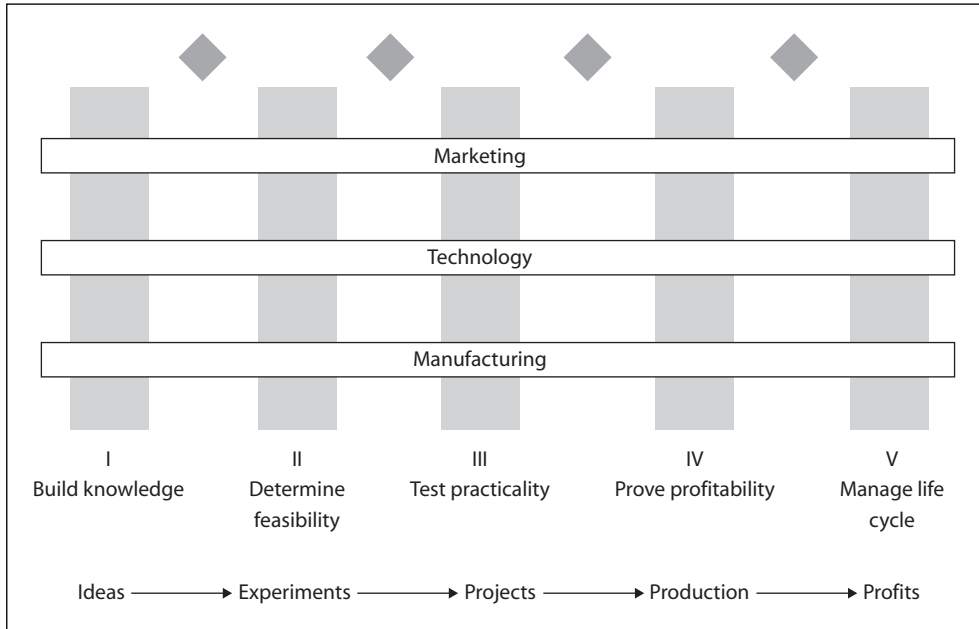 Marketing
Technology
Manufacturing
I
Build knowledge
II
Determine
feasibility
III
Test practicality
IV
Prove profitability
V
Manage life
cycle
Ideas
Experiments
Projects
Production
Profits